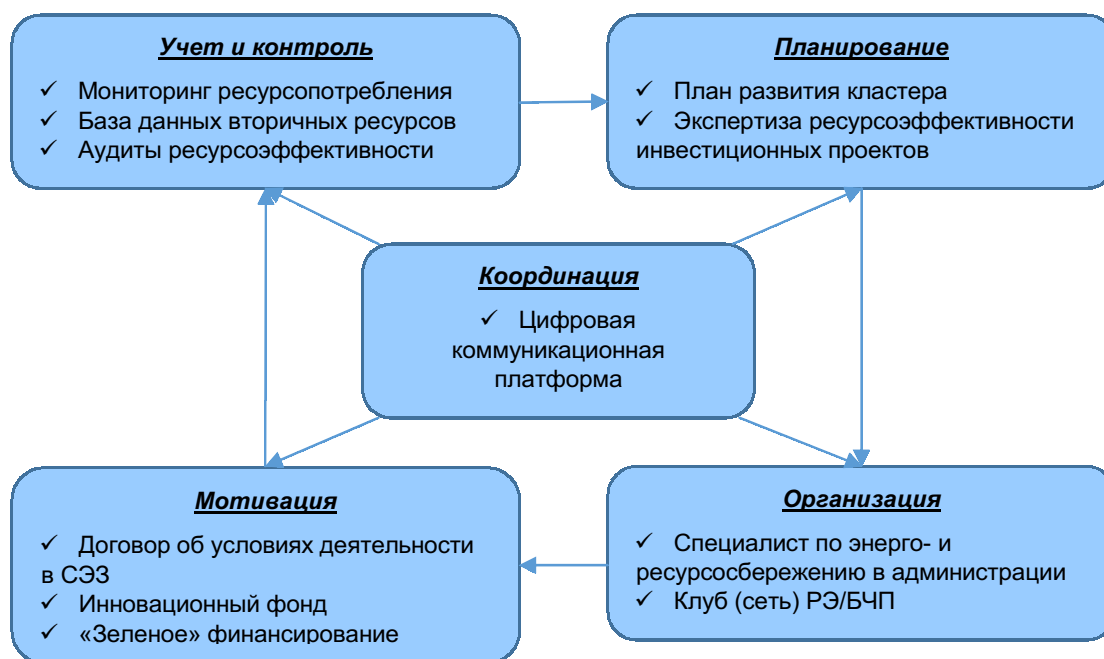 Учет и контроль
✓ Мониторинг ресурсопотребления
✓ База данных вторичных ресурсов
✓ Аудиты ресурсоэффективности
Планирование
✓ План развития кластера
✓ Экспертиза ресурсоэффективности
инвестиционных проектов
Координация
✓ Цифровая
коммуникационная
платформа
Мотивация
✓ Договор об условиях деятельности
в СЭЗ
✓ Инновационный фонд
✓ «Зеленое» финансирование
Организация
✓ Специалист по энерго- и
ресурсосбережению в администрации
✓ Клуб (сеть) РЭ/БЧП